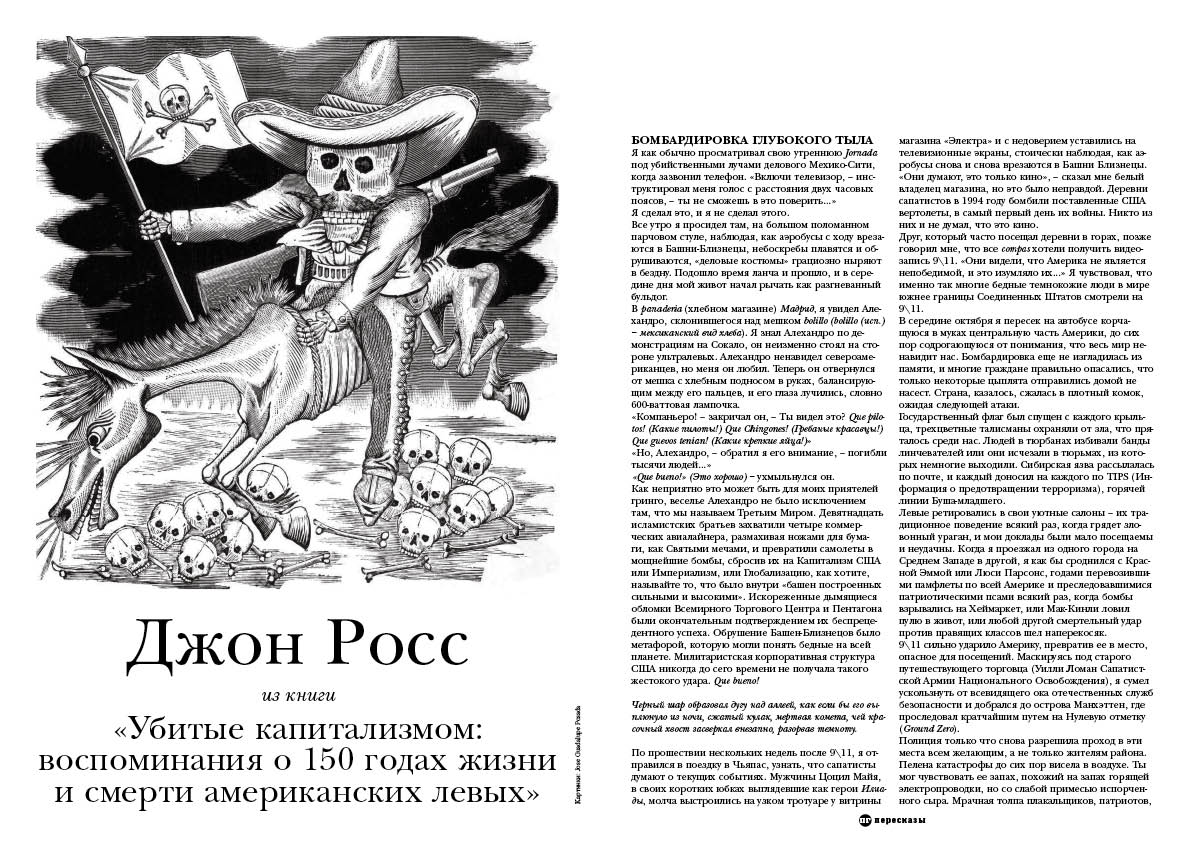 Джон Росс
из книги
«Убитые капитализмом:
воспоминания о 150 годах жизни
и смерти американских левых»
Картинки: Jose Guadalupe Posada
БОМБАРДИРОВКА ГЛУБОКОГО ТЫЛА
Я как обычно просматривал свою утреннюю Jornada
под убийственными лучами делового Мехико-Сити,
когда зазвонил телефон. «Включи телевизор, – инс-
труктировал меня голос с расстояния двух часовых
поясов, – ты не сможешь в это поверить...»
Я сделал это, и я не сделал этого.
Все утро я просидел там, на большом поломанном
парчовом стуле, наблюдая, как аэробусы с ходу вреза-
ются в Башни-Близнецы, небоскребы плавятся и об-
рушиваются, «деловые костюмы» грациозно ныряют
в бездну. Подошло время ланча и прошло, и в сере-
дине дня мой живот начал рычать как разгневанный
бульдог.
В panaderia (хлебном магазине) Мадрид, я увидел Але-
хандро, склонившегося над мешком bolillo (bolillo (исп.)
– мексиканский вид хлеба). Я знал Алехандро по де-
монстрациям на Сокало, он неизменно стоял на сто-
роне ультралевых. Алехандро ненавидел североаме-
риканцев, но меня он любил. Теперь он отвернулся
от мешка с хлебным подносом в руках, балансирую-
щим между его пальцев, и его глаза лучились, словно
600-ваттовая лампочка.
«Компаньеро! – закричал он, – Ты видел это? Que pilo-
tos! (Какие пилоты!) Que Chingones! (Гребаные красавцы!)
Que guevos tenian! (Какие крепкие яйца!)»
«Но, Алехандро, – обратил я его внимание, – погибли
тысячи людей...»
«Que bueno!» (Это хорошо) – ухмыльнулся он.
Как неприятно это может быть для моих приятелей
гринго, веселье Алехандро не было исключением
там, что мы называем Третьим Миром. Девятнадцать
исламистских братьев захватили четыре коммер-
ческих авиалайнера, размахивая ножами для бума-
ги, как Святыми мечами, и превратили самолеты в
мощнейшие бомбы, сбросив их на Капитализм США
или Империализм, или Глобализацию, как хотите,
называйте то, что было внутри «башен построенных
сильными и высокими». Искореженные дымящиеся
обломки Всемирного Торгового Центра и Пентагона
были окончательным подтверждением их беспреце-
дентного успеха. Обрушение Башен-Близнецов было
метафорой, которую могли понять бедные на всей
планете. Милитаристская корпоративная структура
США никогда до сего времени не получала такого
жестокого удара. Que bueno!
Черный шар образовал дугу над аллеей, как если бы его вы-
плюнуло из ночи, сжатый кулак, мертвая комета, чей кра-
сочный хвост засверкал внезапно, разорвав темноту.
По прошествии нескольких недель после 9\11, я от-
правился в поездку в Чьяпас, узнать, что сапатисты
думают о текущих событиях. Мужчины Цоцил Майя,
в своих коротких юбках выглядевшие как герои Илиа-
ды, молча выстроились на узком тротуаре у витрины
магазина «Электра» и с недоверием уставились на
телевизионные экраны, стоически наблюдая, как аэ-
робусы снова и снова врезаются в Башни Близнецы.
«Они думают, это только кино», – сказал мне белый
владелец магазина, но это было неправдой. Деревни
сапатистов в 1994 году бомбили поставленные США
вертолеты, в самый первый день их войны. Никто из
них и не думал, что это кино.
Друг, который часто посещал деревни в горах, позже
говорил мне, что все compas хотели получить видео-
запись 9\11. «Они видели, что Америка не является
непобедимой, и это изумляло их...» Я чувствовал, что
именно так многие бедные темнокожие люди в мире
южнее границы Соединенных Штатов смотрели на
9\11.
В середине октября я пересек на автобусе корча-
щуюся в муках центральную часть Америки, до сих
пор содрогающуюся от понимания, что весь мир не-
навидит нас. Бомбардировка еще не изгладилась из
памяти, и многие граждане правильно опасались, что
только некоторые цыплята отправились домой не
насест. Страна, казалось, сжалась в плотный комок,
ожидая следующей атаки.
Государственный флаг был спущен с каждого крыль-
ца, трехцветные талисманы охраняли от зла, что пря-
талось среди нас. Людей в тюрбанах избивали банды
линчевателей или они исчезали в тюрьмах, из кото-
рых немногие выходили. Сибирская язва рассылалась
по почте, и каждый доносил на каждого по TIPS (Ин-
формация о предотвращении терроризма), горячей
линии Буша-младшего.
Левые ретировались в свои уютные салоны – их тра-
диционное поведение всякий раз, когда грядет зло-
вонный ураган, и мои доклады были мало посещаемы
и неудачны. Когда я проезжал из одного города на
Среднем Западе в другой, я как бы сроднился с Крас-
ной Эммой или Люси Парсонс, годами перевозивши-
ми памфлеты по всей Америке и преследовавшимися
патриотическими псами всякий раз, когда бомбы
взрывались на Хеймаркет, или Мак-Кинли ловил
пулю в живот, или любой другой смертельный удар
против правящих классов шел наперекосяк.
9\11 сильно ударило Америку, превратив ее в место,
опасное для посещений. Маскируясь под старого
путешествующего торговца (Уилли Ломан Сапатист-
ской Армии Национального Освобождения), я сумел
ускользнуть от всевидящего ока отечественных служб
безопасности и добрался до острова Манхэттен, где
проследовал кратчайшим путем на Нулевую отметку
(Ground Zero).
Полиция только что снова разрешила проход в эти
места всем желающим, а не только жителям района.
Пелена катастрофы до сих пор висела в воздухе. Ты
мог чувствовать ее запах, похожий на запах горящей
электропроводки, но со слабой примесью испорчен-
ного сыра. Мрачная толпа плакальщиков, патриотов,
пересказы